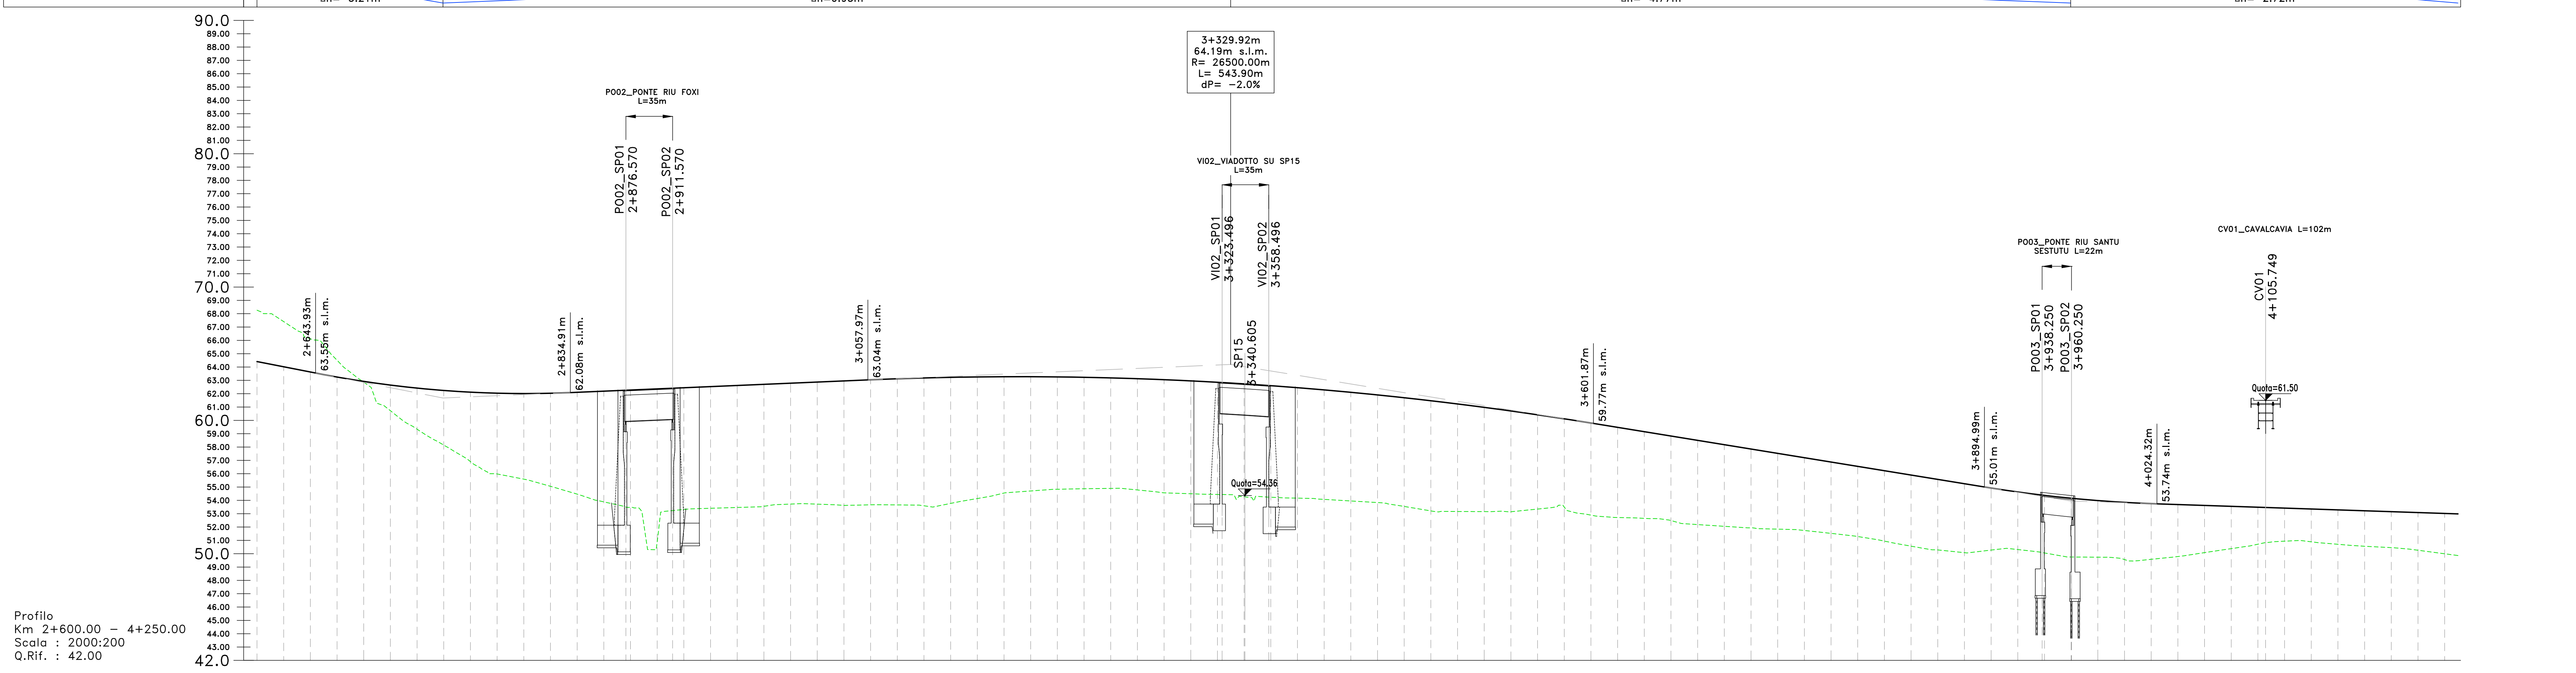 90.0
89.00
88.00
87.00
86.00
85.00
84.00
83.00
82.00
81.00
80.0
79.00
78.00
77.00
76.00
75.00
74.00
73.00
72.00
71.00
70.0
69.00
68.00
67.00
66.00
65.00
64.00
63.00
62.00
61.00
60.0
59.00
58.00
57.00
56.00
55.00
54.00
53.00
52.00
51.00
50.0
49.00
48.00
47.00
46.00
45.00
44.00
43.00
42.0
Profilo
Km 2+600.00 – 4+250.00
Scala : 2000:200
Q.Rif. : 42.00
2+643.93m
63.55m s.l.m.
2+834.91m
62.08m s.l.m.
PO02_PONTE RIU FOXI
L=35m
PO02_SP01
2+876.570
PO02_SP02
2+911.570
3+057.97m
63.04m s.l.m.
3+329.92m
64.19m s.l.m.
R= 26500.00m
L= 543.90m
dP= -2.0%
VI02_VIADOTTO SU SP15
L=35m
VI02_SP01
3+323.496
VI02_SP02
3+358.496
SP15
3+340.605
Quota=54.36
3+601.87m
59.77m s.l.m.
3+894.99m
55.01m s.l.m.
PO03_PONTE RIU SANTU
SESTUTU L=22m
PO03_SP01
3+938.250
PO03_SP02
3+960.250
4+024.32m
53.74m s.l.m.
CV01_CAVALCAVIA L=102m
CV01
4+105.749
Quota=61.50